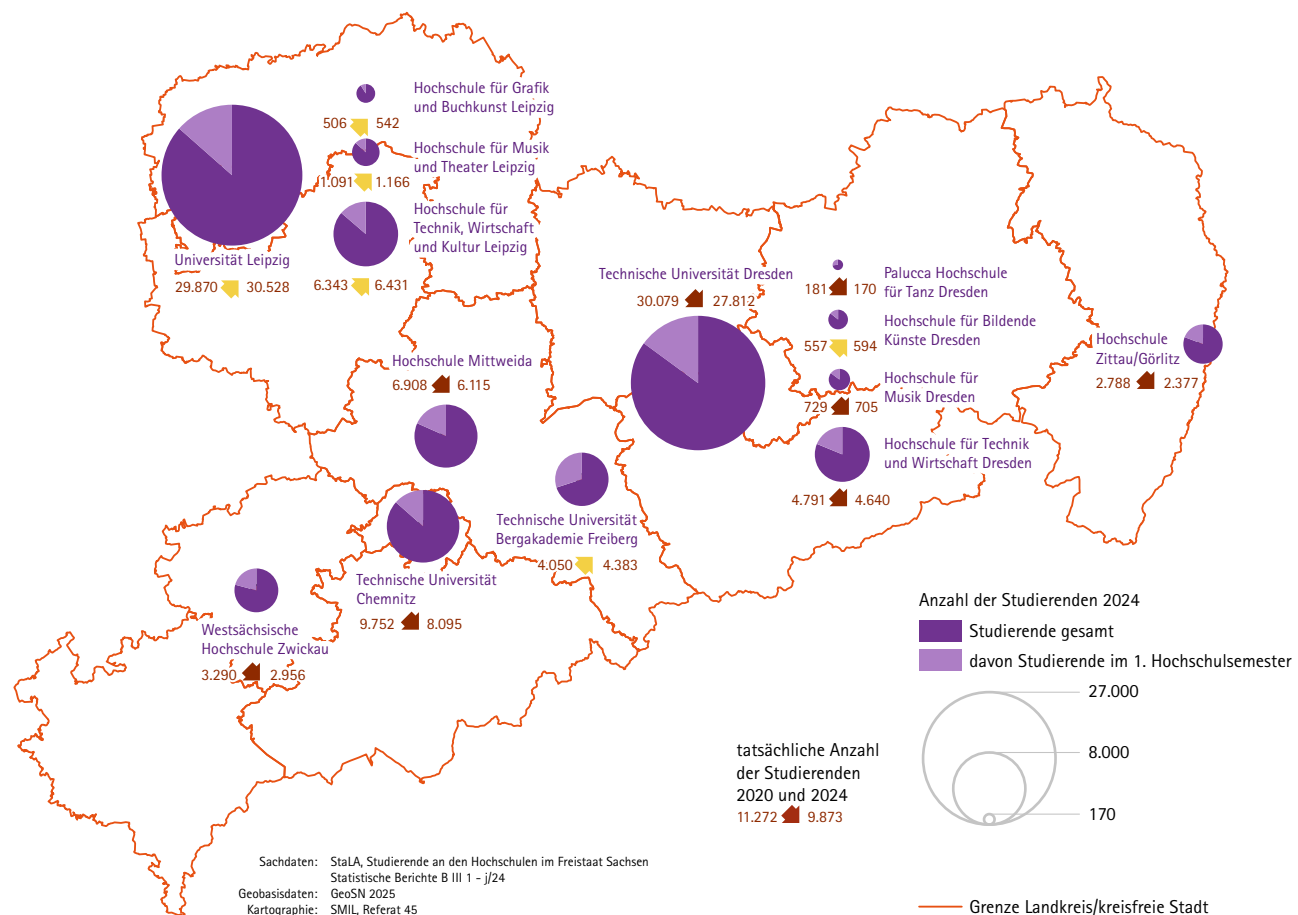 Hochschule für Grafik
und Buchkunst Leipzig
506 542
Hochschule für Musik
und Theater Leipzig
1.091 1.166
Hochschule für
Technik, Wirtschaft
und Kultur Leipzig
6.343 6.431
Universität Leipzig
29.870 30.528
Technische Universität Dresden
30.079 27.812
Palucca Hochschule
für Tanz Dresden
181 170
Hochschule für Bildende
Künste Dresden
557 594
Hochschule für
Musik Dresden
729 705
Hochschule für Technik
und Wirtschaft Dresden
4.791 4.640
Hochschule
Zittau/Görlitz
2.788 2.377
Hochschule Mittweida
6.908 6.115
Technische Universität
Bergakademie Freiberg
4.050 4.383
Technische Universität
Chemnitz
9.752 8.095
Westsächsische
Hochschule Zwickau
3.290 2.956
Anzahl der Studierenden 2024
Studierende gesamt
davon Studierende im 1. Hochschulsemester
27.000
8.000
170
tatsächliche Anzahl
der Studierenden
2020 und 2024
11.272 9.873
Sachdaten: StaLA, Studierende an den Hochschulen im Freistaat Sachsen
Statistische Berichte B III 1 - j/24
Geobasisdaten: GeoSN 2025
Kartographie: SMIL, Referat 45
Grenze Landkreis/kreisfreie Stadt